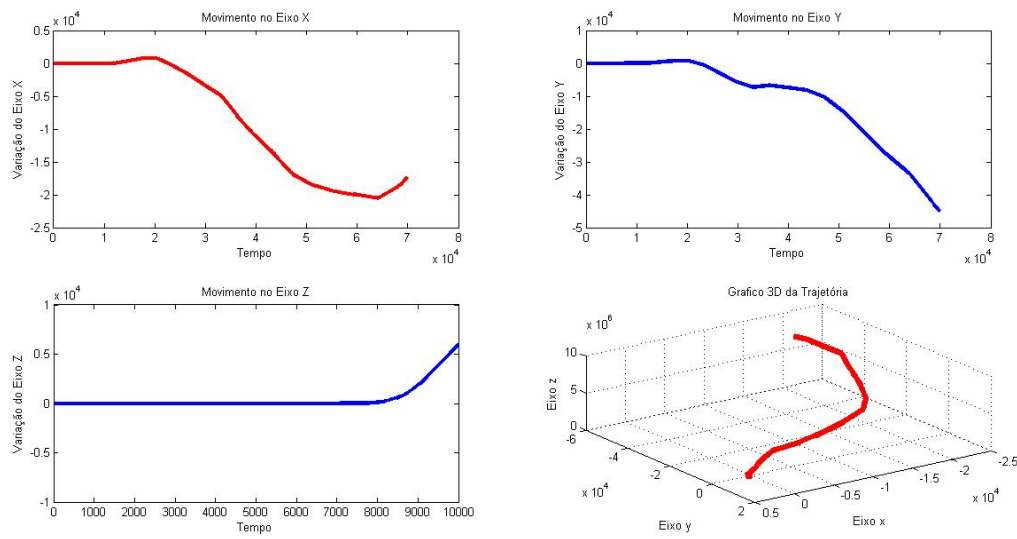 Movimento no Eixo X
x 10^4
Variação do Eixo X
0.5
0
-0.5
-1
-1.5
-2
-2.5
0 1 2 3 4 5 6 7 8
Tempo
x 10^4
Movimento no Eixo Y
x 10^4
Variação do Eixo Y
1
0
-1
-2
-3
-4
-5
0 1 2 3 4 5 6 7 8
Tempo
x 10^4
Movimento no Eixo Z
x 10^4
Variação do Eixo Z
1
0.5
0
-0.5
-1
0 1000 2000 3000 4000 5000 6000 7000 8000 9000 10000
Tempo
Grafico 3D da Trajetória
x 10^6
Eixo z
10
5
0
-6
-4
-2
0
2
x 10^4
Eixo y
0.5
0
-0.5
-1
-1.5
-2
-2.5
x 10^4
Eixo x